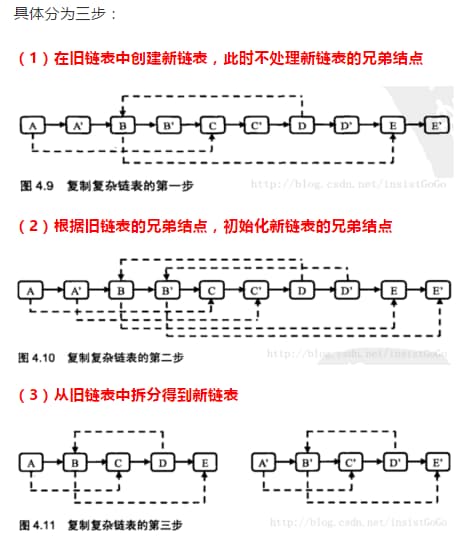 具体分为三步：
（1）在旧链表中创建新链表，此时不处理新链表的兄弟结点
A A' B B' C C' D D' E E'
图 4.9 复制复杂链表的第一步
http://blog.csdn.net/insistGoGo
（2）根据旧链表的兄弟结点，初始化新链表的兄弟结点
A A' B B' C C' D D' E E'
图 4.10 复制复杂链表的第二步
http://blog.csdn.net/insistGoGo
（3）从旧链表中拆分得到新链表
A B C D E A' B' C' D' E'
图 4.11 复制复杂链表的第三步
http://blog.csdn.net/insistGoGo